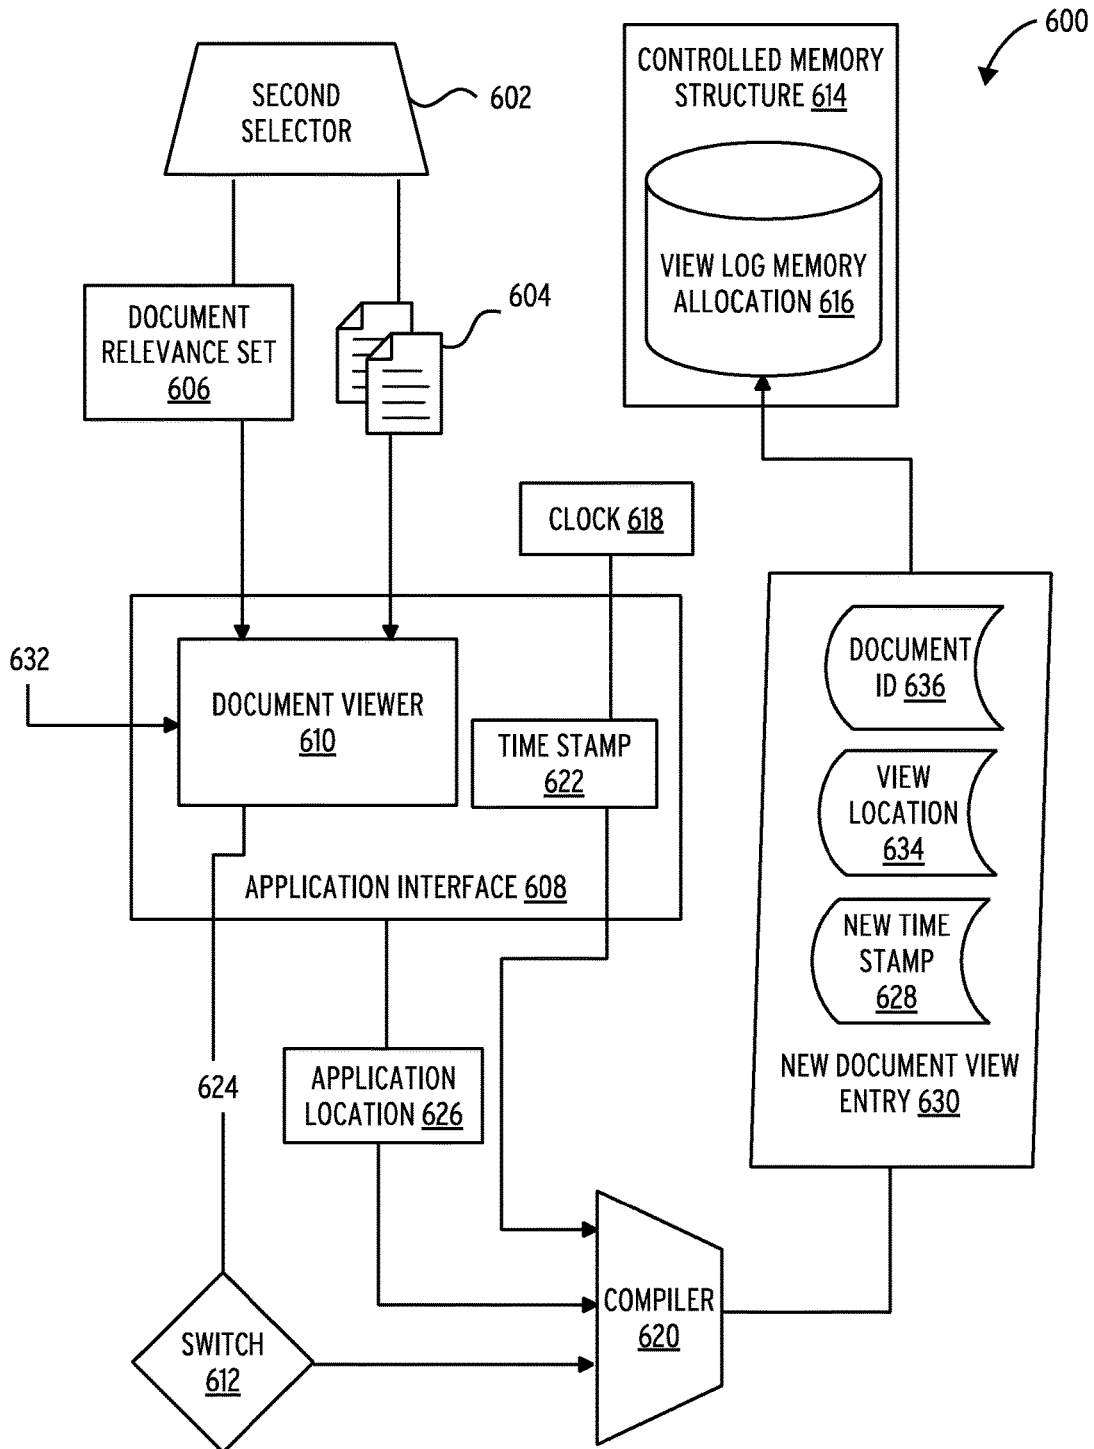 600
SECOND
SELECTOR
602
CONTROLLED MEMORY
STRUCTURE 614
VIEW LOG MEMORY
ALLOCATION 616
DOCUMENT
RELEVANCE SET
606
604
CLOCK 618
632
DOCUMENT VIEWER
610
TIME STAMP
622
APPLICATION INTERFACE 608
DOCUMENT
ID 636
VIEW
LOCATION
634
NEW TIME
STAMP
628
NEW DOCUMENT VIEW
ENTRY 630
624
APPLICATION
LOCATION 626
COMPILER
620
SWITCH
612